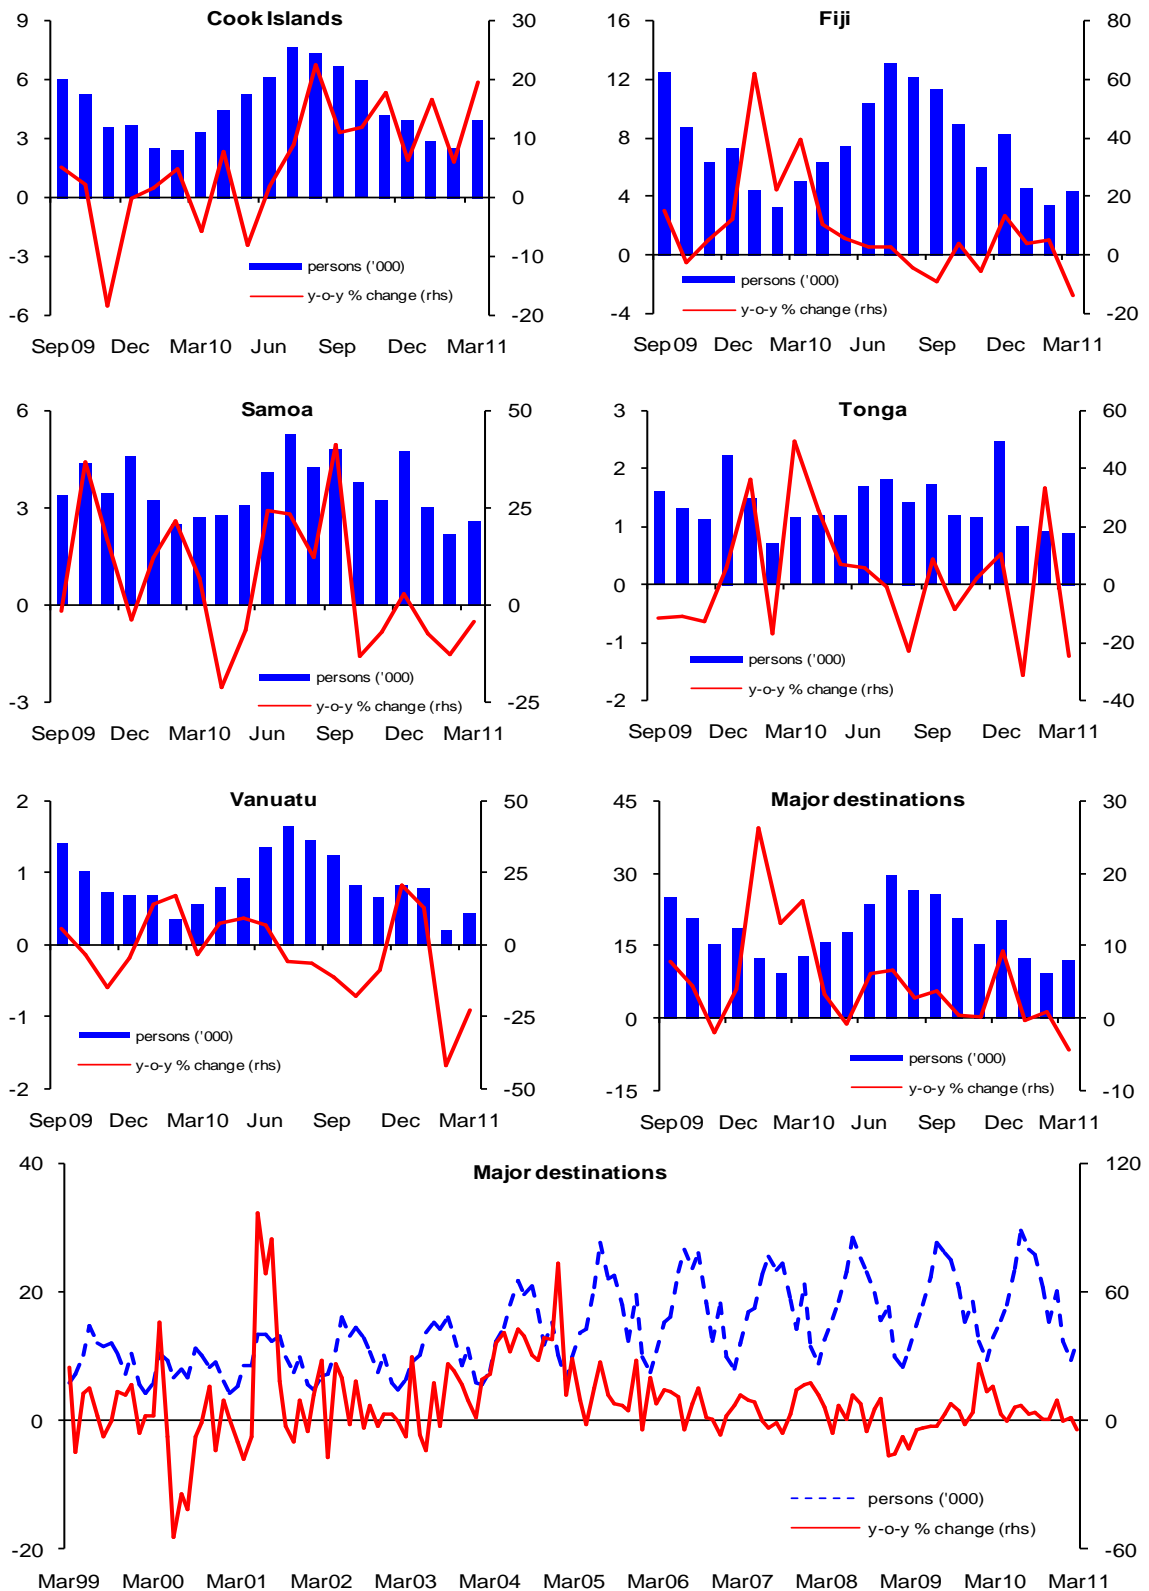 Cook Islands
9
6
3
0
-3
-6
30
20
10
0
-10
-20
persons ('000)
y-o-y % change (rhs)
Sep09 Dec Mar10 Jun Sep Dec Mar11
Fiji
16
12
8
4
0
-4
80
60
40
20
0
-20
persons ('000)
y-o-y % change (rhs)
Sep09 Dec Mar10 Jun Sep Dec Mar11
Samoa
6
3
0
-3
50
25
0
-25
persons ('000)
y-o-y % change (rhs)
Sep09 Dec Mar10 Jun Sep Dec Mar11
Tonga
3
2
1
0
-1
-2
60
40
20
0
-20
-40
persons ('000)
y-o-y % change (rhs)
Sep09 Dec Mar10 Jun Sep Dec Mar11
Vanuatu
2
1
0
-1
-2
50
25
0
-25
-50
persons ('000)
y-o-y % change (rhs)
Sep09 Dec Mar10 Jun Sep Dec Mar11
Major destinations
45
30
15
0
-15
30
20
10
0
-10
persons ('000)
y-o-y % change (rhs)
Sep09 Dec Mar10 Jun Sep Dec Mar11
Major destinations
40
20
0
-20
120
60
0
-60
persons ('000)
y-o-y % change (rhs)
Mar99 Mar00 Mar01 Mar02 Mar03 Mar04 Mar05 Mar06 Mar07 Mar08 Mar09 Mar10 Mar11